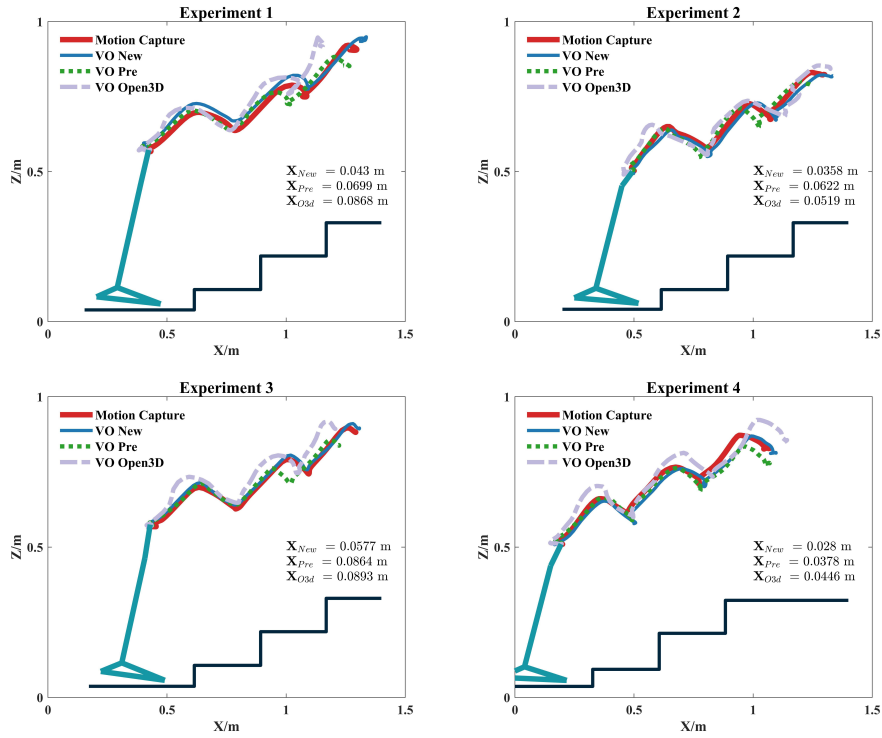 Experiment 1
Motion Capture
VO New
VO Pre
VO Open3D
X_New = 0.043 m
X_Pre = 0.0699 m
X_O3d = 0.0868 m
Z/m
1
0.5
0
0
0.5
1
1.5
X/m
Experiment 2
Motion Capture
VO New
VO Pre
VO Open3D
X_New = 0.0358 m
X_Pre = 0.0622 m
X_O3d = 0.0519 m
Z/m
1
0.5
0
0
0.5
1
1.5
X/m
Experiment 3
Motion Capture
VO New
VO Pre
VO Open3D
X_New = 0.0577 m
X_Pre = 0.0864 m
X_O3d = 0.0893 m
Z/m
1
0.5
0
0
0.5
1
1.5
X/m
Experiment 4
Motion Capture
VO New
VO Pre
VO Open3D
X_New = 0.028 m
X_Pre = 0.0378 m
X_O3d = 0.0446 m
Z/m
1
0.5
0
0
0.5
1
1.5
X/m